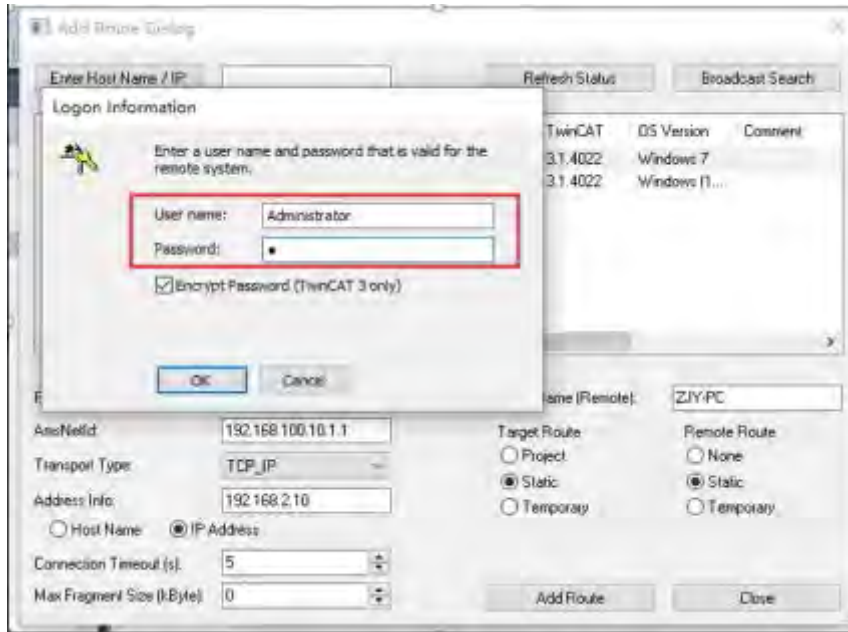 Add Route Dialog
Enter Host Name / IP:
Refresh Status
Broadcast Search
Logon Information
Enter a user name and password that is valid for the
remote system.
User name:
Administrator
Password:
Encrypt Password (TwinCAT 3 only)
OK
Cancel
TwinCAT OS Version Comment
3.1.4022 Windows 7
3.1.4022 Windows (1...
ame (Remote):
ZJY-PC
AmsNetId:
192.168.100.10.1.1
Transport Type:
TCP_IP
Address Info:
192.168.2.10
Host Name
IP Address
Connection Timeout (s):
5
Max Fragment Size (kByte):
0
Target Route
Project
Static
Temporary
Remote Route
None
Static
Temporary
Add Route
Close